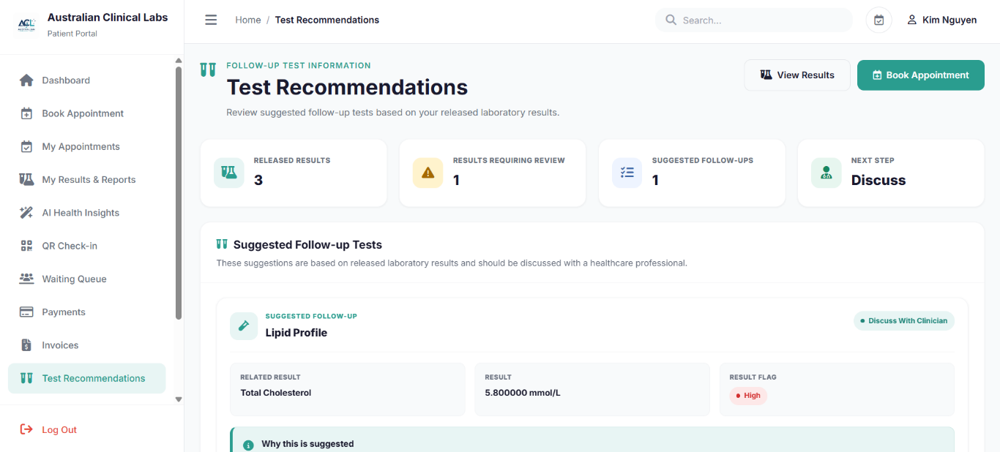 Australian Clinical Labs
Patient Portal
Dashboard
Book Appointment
My Appointments
My Results & Reports
AI Health Insights
QR Check-in
Waiting Queue
Payments
Invoices
Test Recommendations
Log Out
Home / Test Recommendations
Search...
Kim Nguyen
FOLLOW-UP TEST INFORMATION
Test Recommendations
Review suggested follow-up tests based on your released laboratory results.
View Results
Book Appointment
RELEASED RESULTS
3
RESULTS REQUIRING REVIEW
1
SUGGESTED FOLLOW-UPS
1
NEXT STEP
Discuss
Suggested Follow-up Tests
These suggestions are based on released laboratory results and should be discussed with a healthcare professional.
SUGGESTED FOLLOW-UP
Lipid Profile
Discuss With Clinician
RELATED RESULT
Total Cholesterol
RESULT
5.800000 mmol/L
RESULT FLAG
High
Why this is suggested